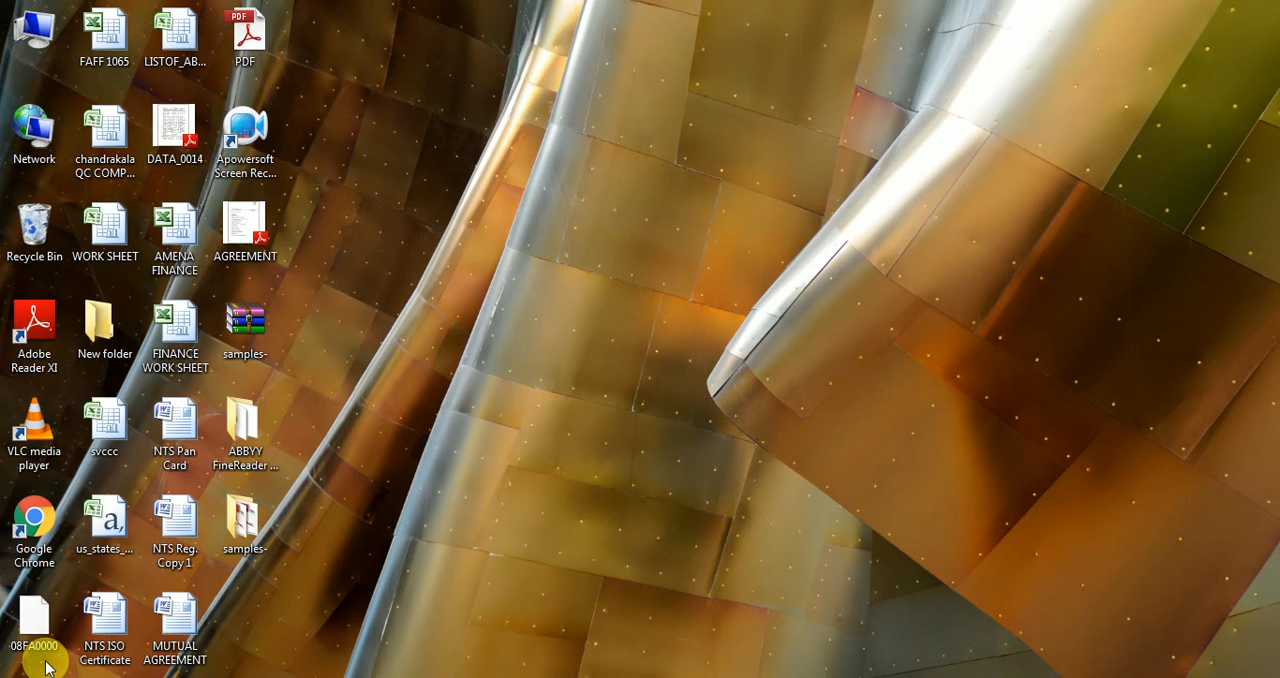 FAFF 1065
LISTOF_AB...
PDF
PDF
Network
chandrakala
QC COMP...
DATA_0014
Apowersoft
Screen Rec...
Recycle Bin
WORK SHEET
AMENA
FINANCE
AGREEMENT
Adobe
Reader XI
New folder
FINANCE
WORK SHEET
samples-
VLC media
player
svccc
NTS Pan
Card
ABBYY
FineReader ...
Google
Chrome
us_states_...
a,
NTS Reg.
Copy 1
samples-
08FA0000
NTS ISO
Certificate
MUTUAL
AGREEMENT